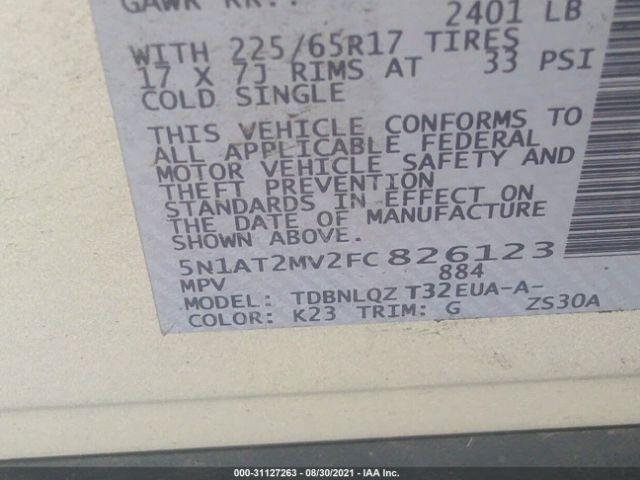 GAWR RR:
2401 LB
WITH 225/65R17 TIRES
17 X 7J RIMS AT 33 PSI
COLD SINGLE
THIS VEHICLE CONFORMS TO
ALL APPLICABLE FEDERAL
MOTOR VEHICLE SAFETY AND
THEFT PREVENTION
STANDARDS IN EFFECT ON
THE DATE OF MANUFACTURE
SHOWN ABOVE.
5N1AT2MV2FC826123
MPV 884
MODEL: TDBNLQZ T32EUA-A-
COLOR: K23 TRIM: G ZS30A
000-31127263 - 08/30/2021 - IAA Inc.